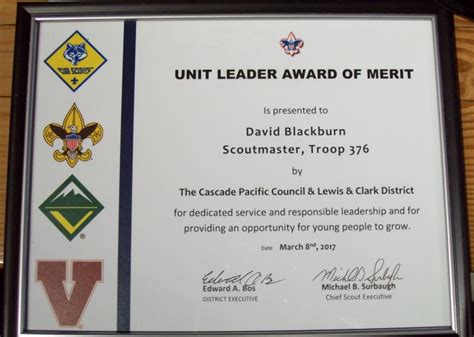 CUB SCOUTS
UNIT LEADER AWARD OF MERIT
Is presented to
David Blackburn
Scoutmaster, Troop 376
by
The Cascade Pacific Council & Lewis & Clark District
for dedicated service and responsible leadership and for
providing an opportunity for young people to grow.
Date March 8nd, 2017
Edward A. Bos
Edward A. Bos
DISTRICT EXECUTIVE
Michael B. Surbaugh
Chief Scout Executive
V